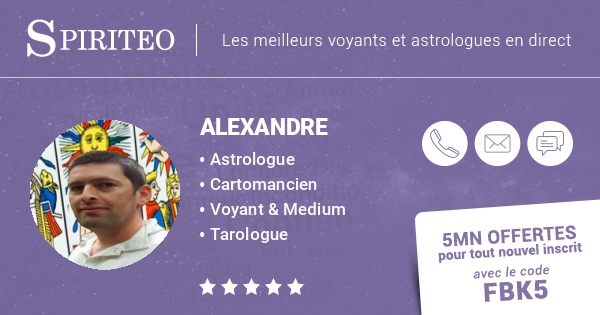 SPIRITEO
Les meilleurs voyants et astrologues en direct
ALEXANDRE
• Astrologue
• Cartomancien
• Voyant & Medium
• Tarologue
5MN OFFERTES
pour tout nouvel inscrit
avec le code
FBK5